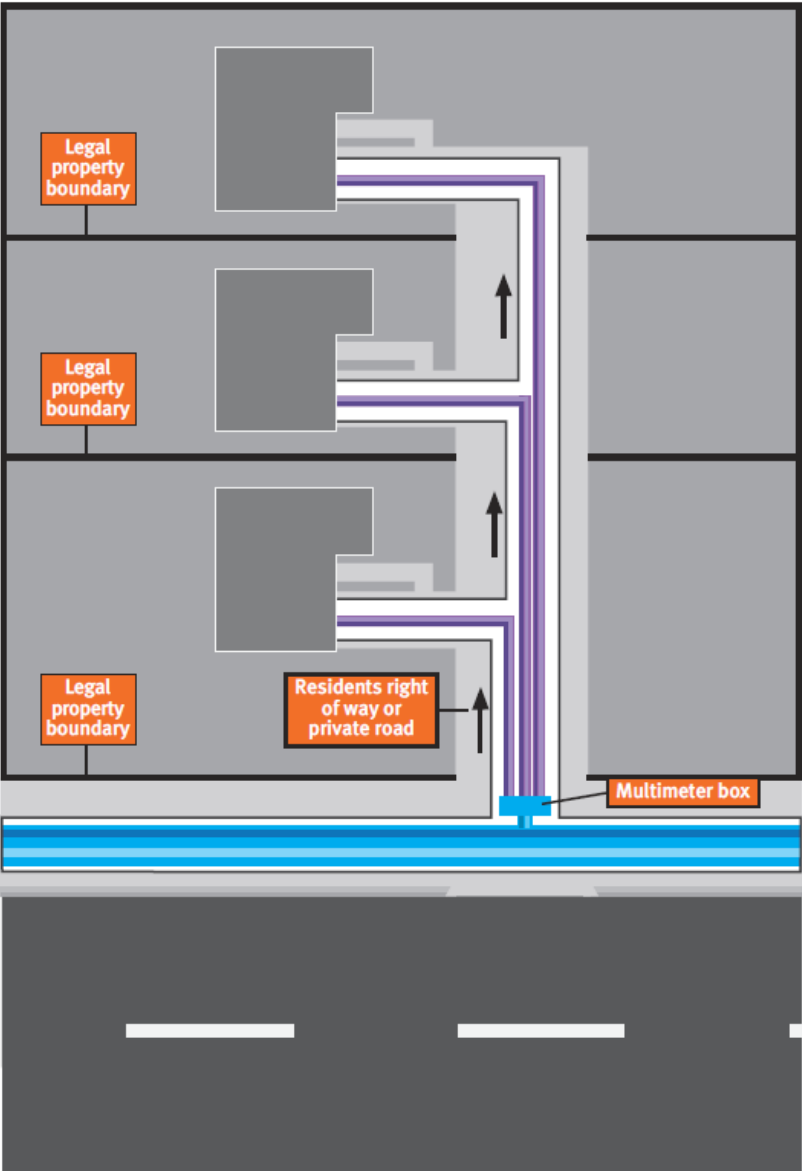 Legal
property
boundary
Legal
property
boundary
Legal
property
boundary
Residents right
of way or
private road
Multimeter box